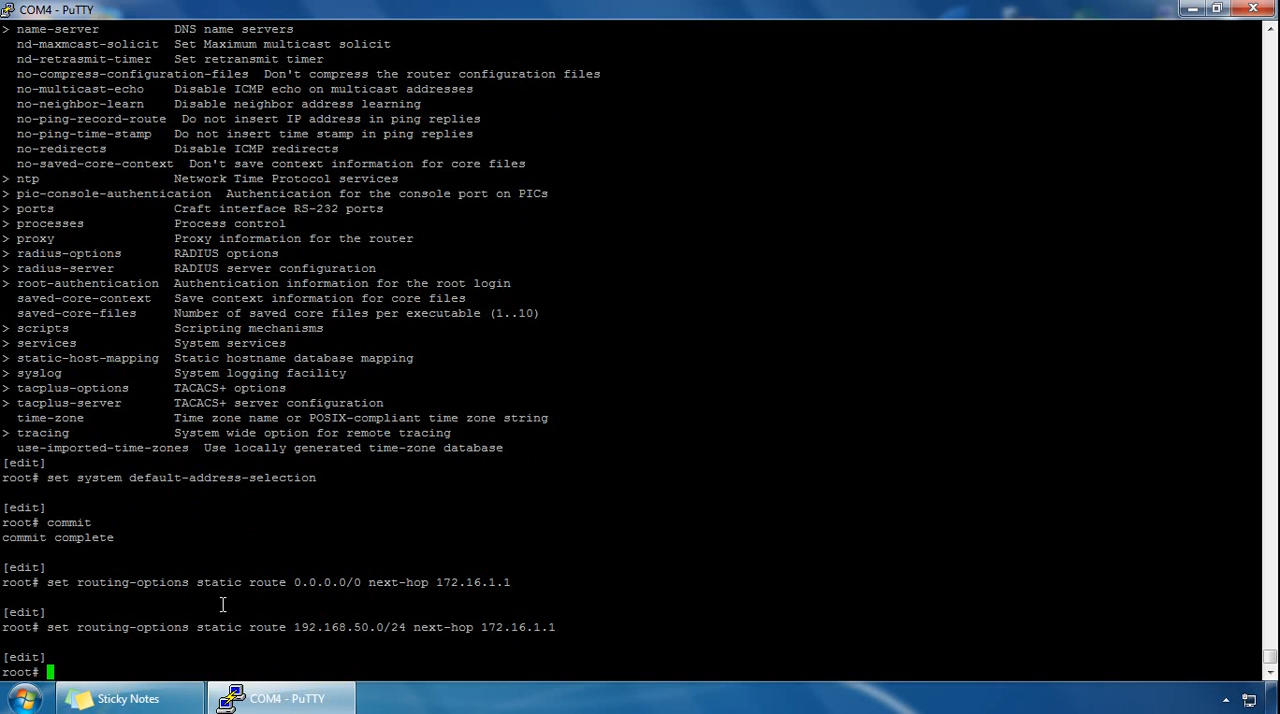 COM4 - PuTTY
> name-server          DNS name servers
  nd-maxmcast-solicit  Set Maximum multicast solicit
  nd-retrasmit-timer   Set retransmit timer
  no-compress-configuration-files  Don't compress the router configuration files
  no-multicast-echo    Disable ICMP echo on multicast addresses
  no-neighbor-learn    Disable neighbor address learning
  no-ping-record-route  Do not insert IP address in ping replies
  no-ping-time-stamp   Do not insert time stamp in ping replies
  no-redirects         Disable ICMP redirects
  no-saved-core-context  Don't save context information for core files
> ntp                  Network Time Protocol services
> pic-console-authentication  Authentication for the console port on PICs
> ports                Craft interface RS-232 ports
> processes            Process control
> proxy                Proxy information for the router
> radius-options       RADIUS options
> radius-server        RADIUS server configuration
> root-authentication  Authentication information for the root login
  saved-core-context   Save context information for core files
  saved-core-files     Number of saved core files per executable (1..10)
> scripts              Scripting mechanisms
> services             System services
> static-host-mapping  Static hostname database mapping
> syslog               System logging facility
> tacplus-options      TACACS+ options
> tacplus-server       TACACS+ server configuration
  time-zone            Time zone name or POSIX-compliant time zone string
> tracing              System wide option for remote tracing
  use-imported-time-zones  Use locally generated time-zone database
[edit]
root# set system default-address-selection
[edit]
root# commit
commit complete
[edit]
root# set routing-options static route 0.0.0.0/0 next-hop 172.16.1.1
[edit]
root# set routing-options static route 192.168.50.0/24 next-hop 172.16.1.1
[edit]
root#
Sticky Notes
COM4 - PuTTY